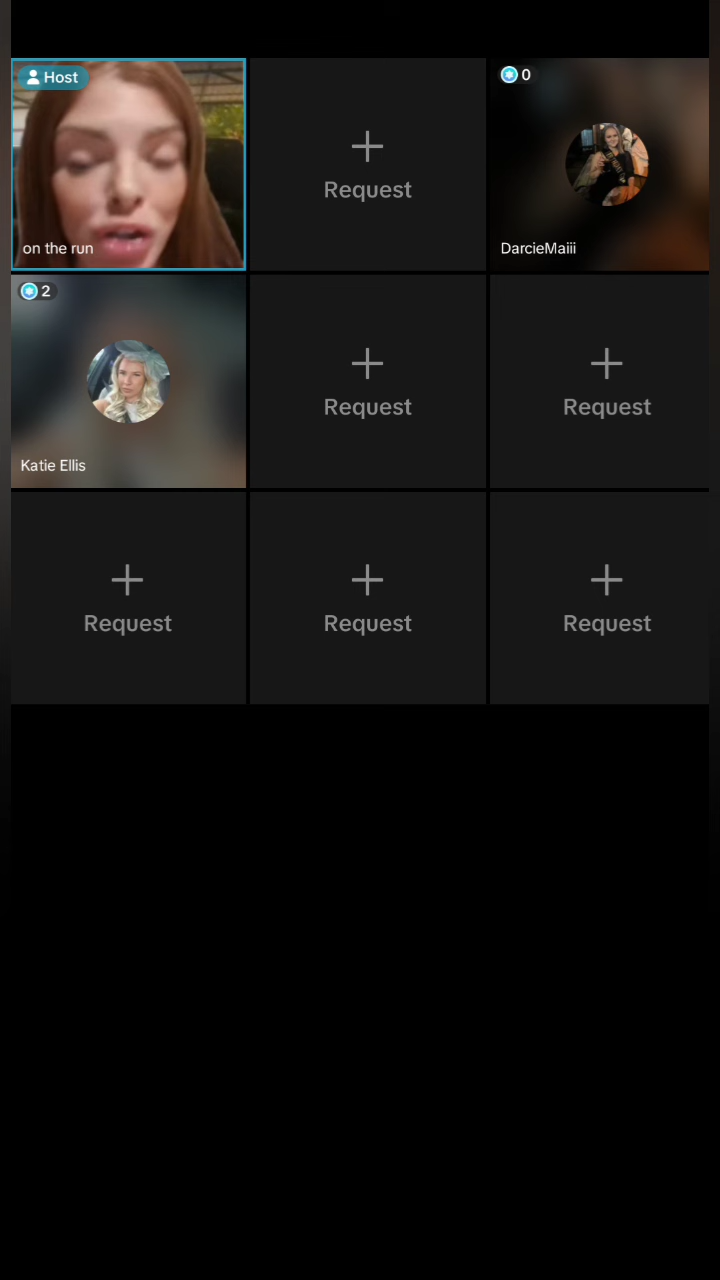 Host
on the run
Request
0
DarcieMaiii
2
Katie Ellis
Request
Request
Request
Request
Request